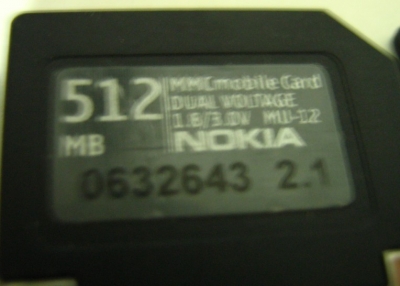 512 MMCmobile Card
DUAL VOLTAGE
1.8/3.0V MU-12
MB NOKIA
0632643 2.1